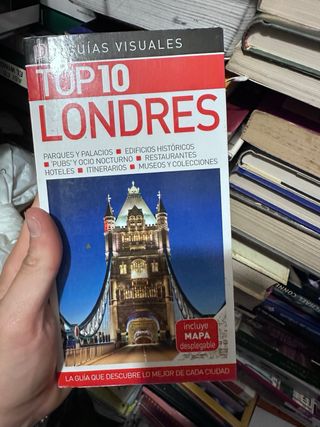 GUÍAS VISUALES
TOP 10
LONDRES
PARQUES Y PALACIOS ■ EDIFICIOS HISTÓRICOS
■ "PUBS" Y OCIO NOCTURNO ■ RESTAURANTES
HOTELES ■ ITINERARIOS ■ MUSEOS Y COLECCIONES
incluye
MAPA
desplegable
LA GUÍA QUE DESCUBRE LO MEJOR DE CADA CIUDAD